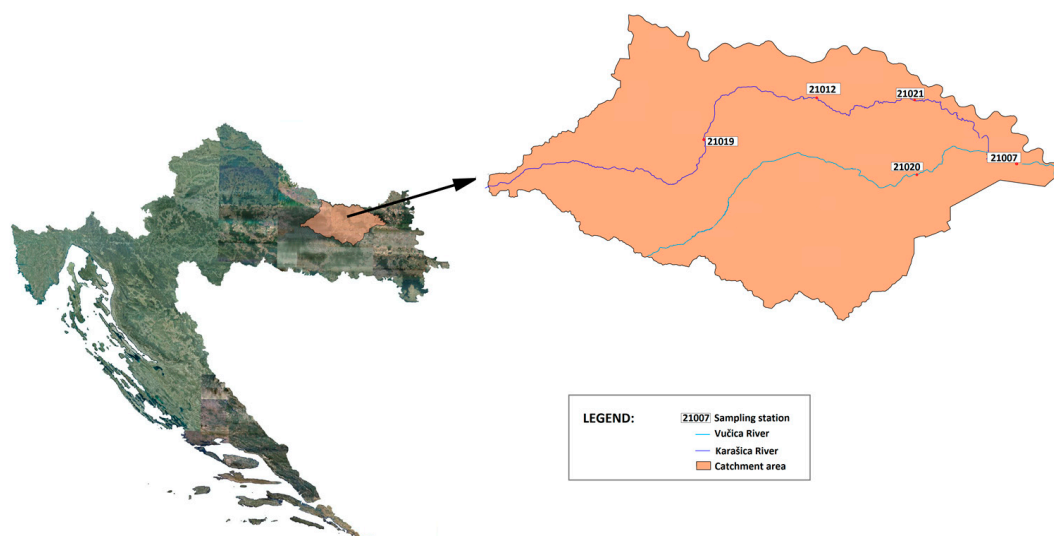 21012
21021
21019
21007
21020
LEGEND:
21007 Sampling station
Vučica River
Karašica River
Catchment area